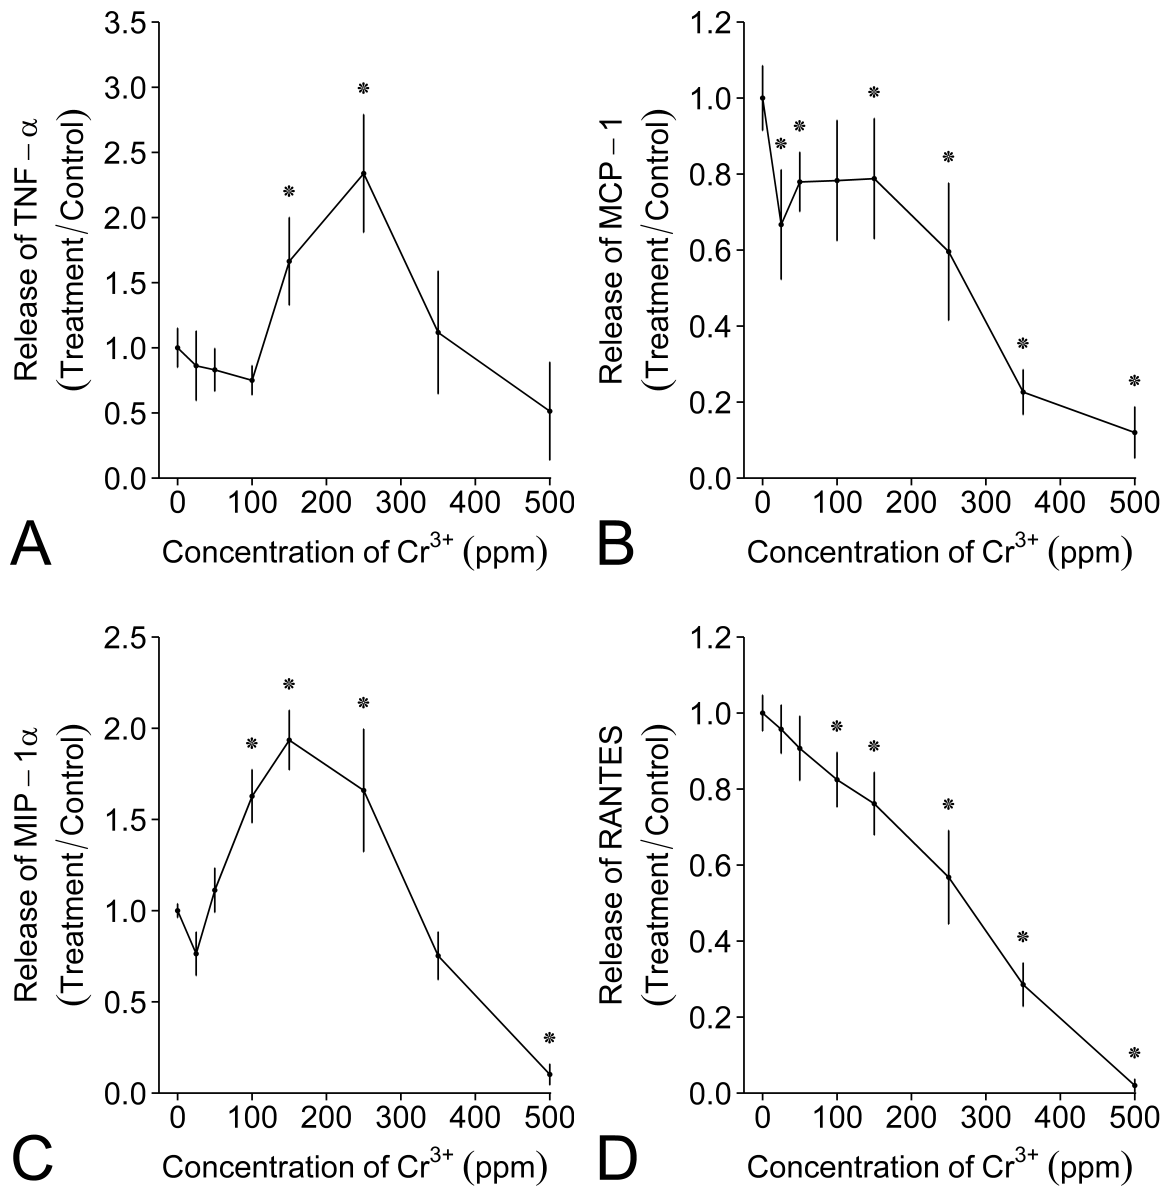 3.5
3.0
2.5
2.0
1.5
1.0
0.5
0.0
Release of TNF − α
(Treatment/Control)
*
*
0 100 200 300 400 500
Concentration of Cr³⁺ (ppm)
A
1.2
1.0
0.8
0.6
0.4
0.2
0.0
Release of MCP − 1
(Treatment/Control)
*
*
*
*
*
*
0 100 200 300 400 500
Concentration of Cr³⁺ (ppm)
B
2.5
2.0
1.5
1.0
0.5
0.0
Release of MIP − 1α
(Treatment/Control)
*
*
*
*
0 100 200 300 400 500
Concentration of Cr³⁺ (ppm)
C
1.2
1.0
0.8
0.6
0.4
0.2
0.0
Release of RANTES
(Treatment/Control)
*
*
*
*
*
0 100 200 300 400 500
Concentration of Cr³⁺ (ppm)
D